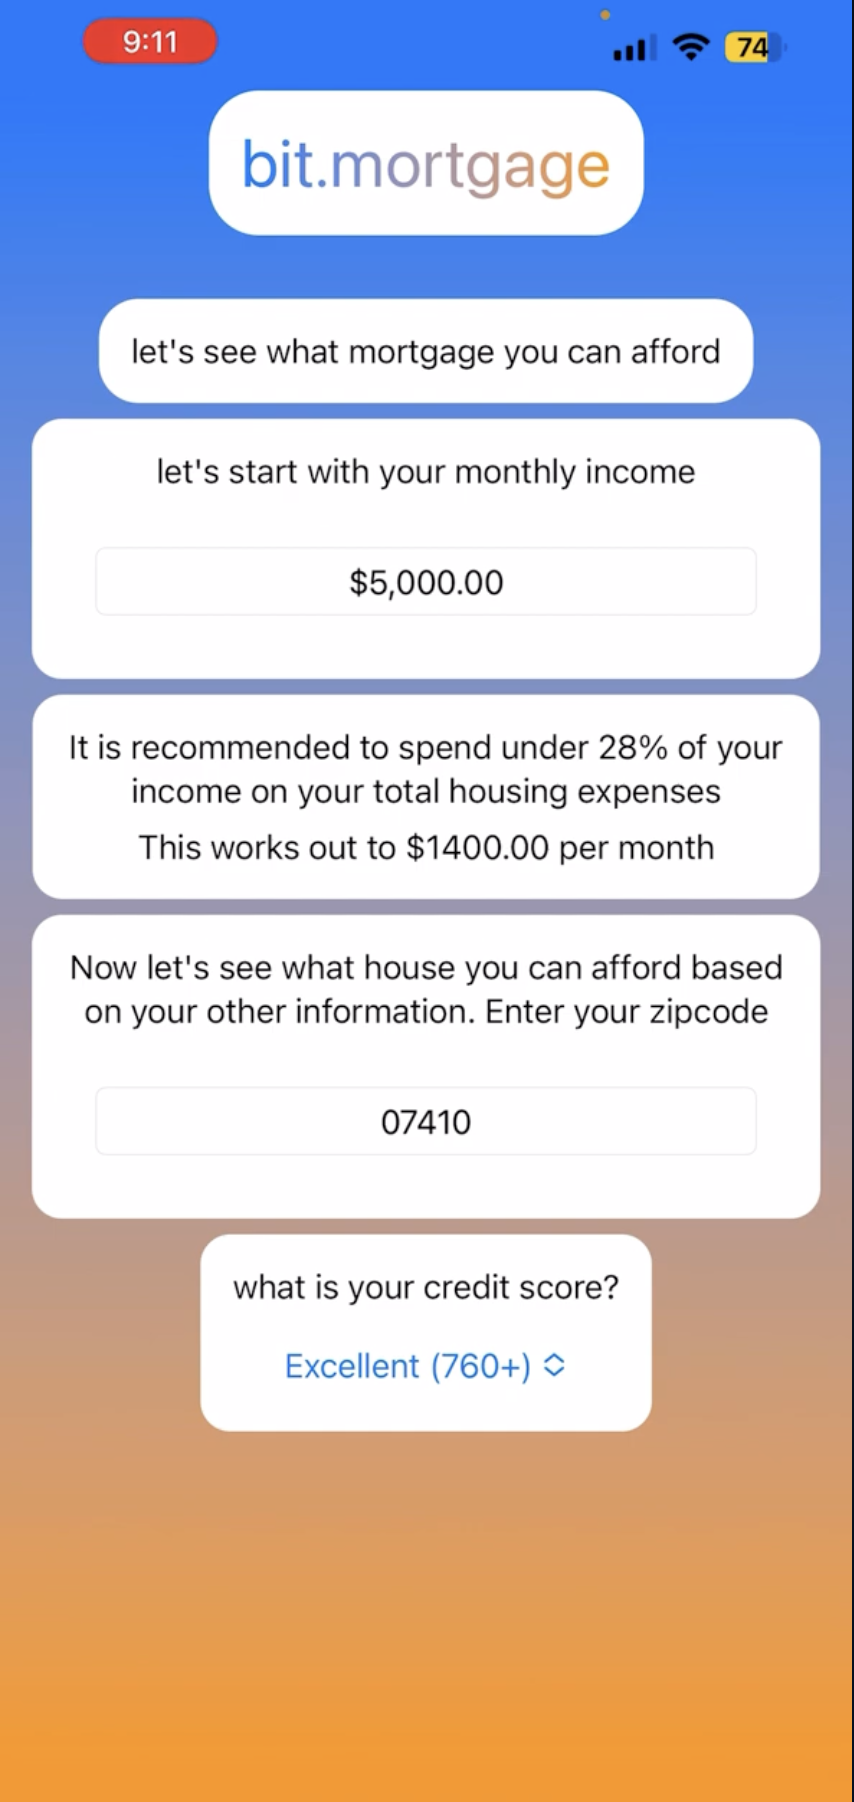 9:11
74
bit.mortgage
let's see what mortgage you can afford
let's start with your monthly income
$5,000.00
It is recommended to spend under 28% of your
income on your total housing expenses
This works out to $1400.00 per month
Now let's see what house you can afford based
on your other information. Enter your zipcode
07410
what is your credit score?
Excellent (760+)